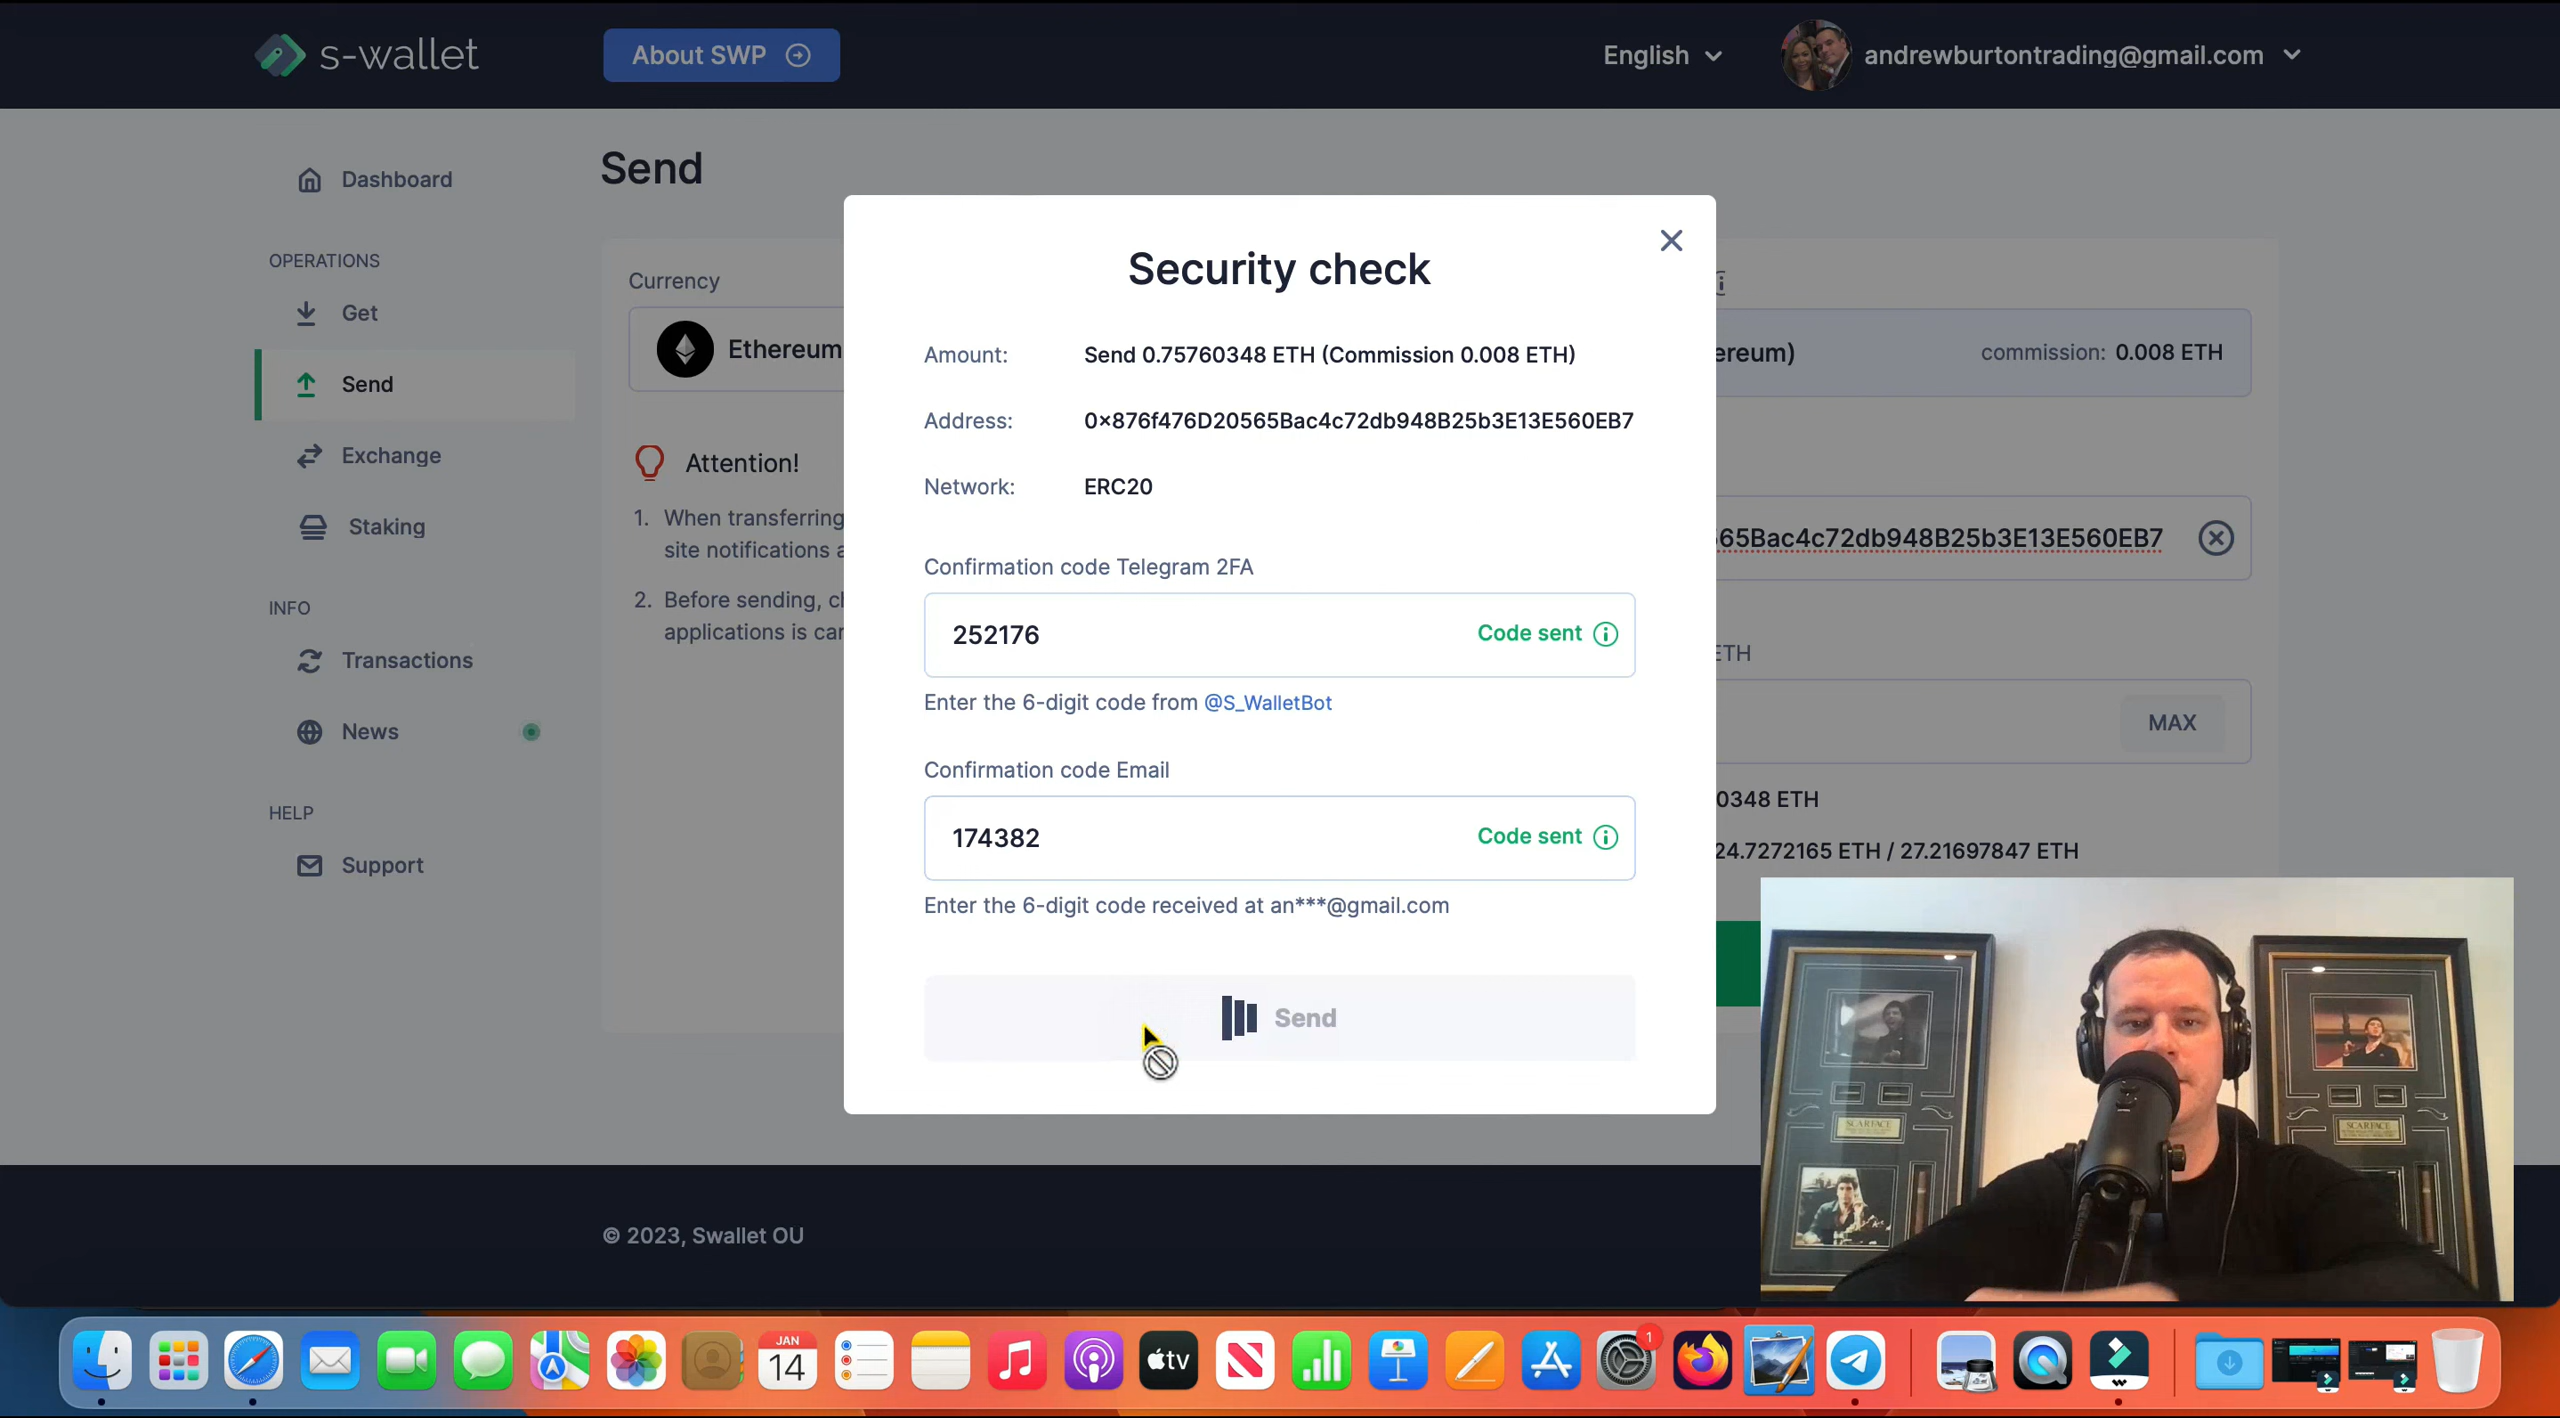 s-wallet
About SWP
English
andrewburtontrading@gmail.com
Dashboard
OPERATIONS
Get
Send
Exchange
Staking
INFO
Transactions
News
HELP
Support
Send
Currency
Ethereum
Attention!
1. When transferring
site notifications a
2. Before sending, cl
applications is car
Security check
Amount: Send 0.75760348 ETH (Commission 0.008 ETH)
Address: 0x876f476D20565Bac4c72db948B25b3E13E560EB7
Network: ERC20
Confirmation code Telegram 2FA
252176 Code sent
Enter the 6-digit code from @S_WalletBot
Confirmation code Email
174382 Code sent
Enter the 6-digit code received at an***@gmail.com
Send
ereum) commission: 0.008 ETH
65Bac4c72db948B25b3E13E560EB7
ETH
MAX
0348 ETH
24.7272165 ETH / 27.21697847 ETH
SCARFACE
SCARFACE
© 2023, Swallet OU
JAN
14
tv
1